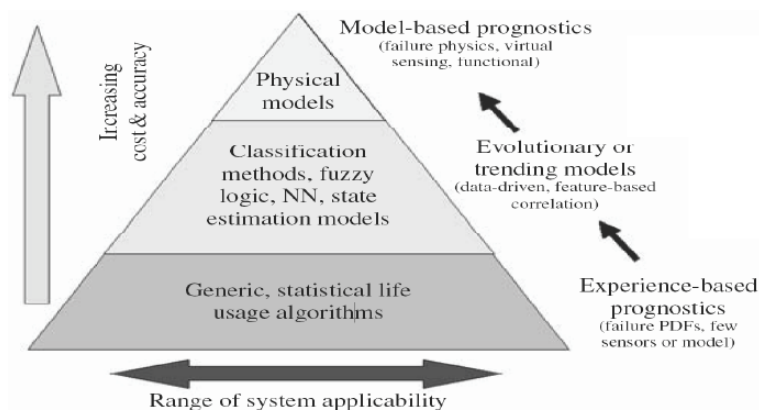 Model-based prognostics
(failure physics, virtual
sensing, functional)
Increasing
cost & accuracy
Physical
models
Evolutionary or
trending models
(data-driven, feature-based
correlation)
Classification
methods, fuzzy
logic, NN, state
estimation models
Experience-based
prognostics
(failure PDFs, few
sensors or model)
Generic, statistical life
usage algorithms
Range of system applicability